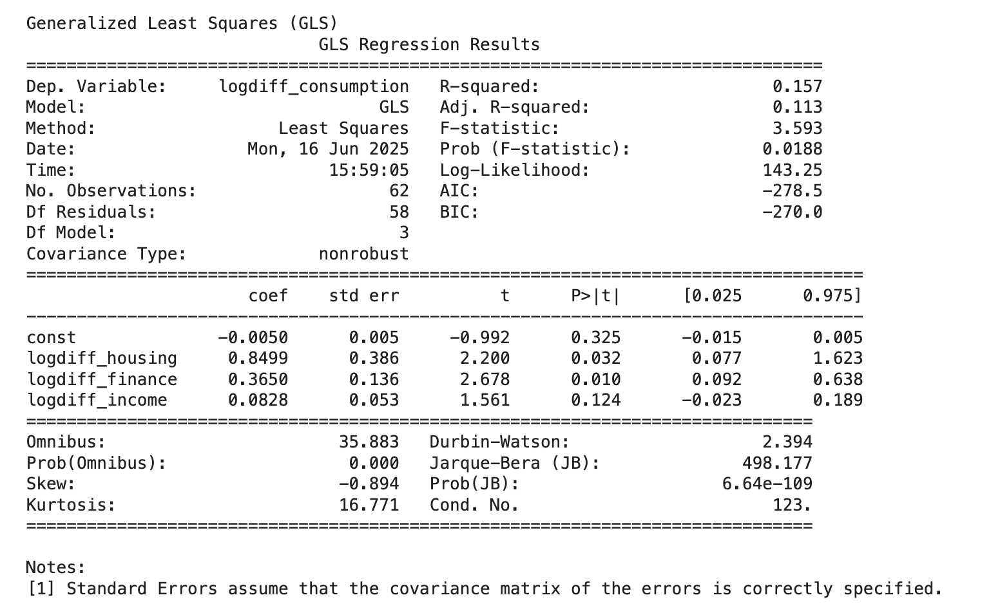 Generalized Least Squares (GLS)
                             GLS Regression Results
===============================================================================
Dep. Variable:     logdiff_consumption   R-squared:                       0.157
Model:                             GLS   Adj. R-squared:                  0.113
Method:                  Least Squares   F-statistic:                     3.593
Date:                 Mon, 16 Jun 2025   Prob (F-statistic):             0.0188
Time:                         15:59:05   Log-Likelihood:                 143.25
No. Observations:                   62   AIC:                            -278.5
Df Residuals:                       58   BIC:                            -270.0
Df Model:                            3
Covariance Type:             nonrobust
===================================================================================
                      coef    std err          t      P>|t|      [0.025      0.975]
-----------------------------------------------------------------------------------
const              -0.0050      0.005     -0.992      0.325      -0.015       0.005
logdiff_housing     0.8499      0.386      2.200      0.032       0.077       1.623
logdiff_finance     0.3650      0.136      2.678      0.010       0.092       0.638
logdiff_income      0.0828      0.053      1.561      0.124      -0.023       0.189
==============================================================================
Omnibus:                       35.883   Durbin-Watson:                   2.394
Prob(Omnibus):                  0.000   Jarque-Bera (JB):              498.177
Skew:                          -0.894   Prob(JB):                    6.64e-109
Kurtosis:                      16.771   Cond. No.                         123.
==============================================================================
Notes:
[1] Standard Errors assume that the covariance matrix of the errors is correctly specified.